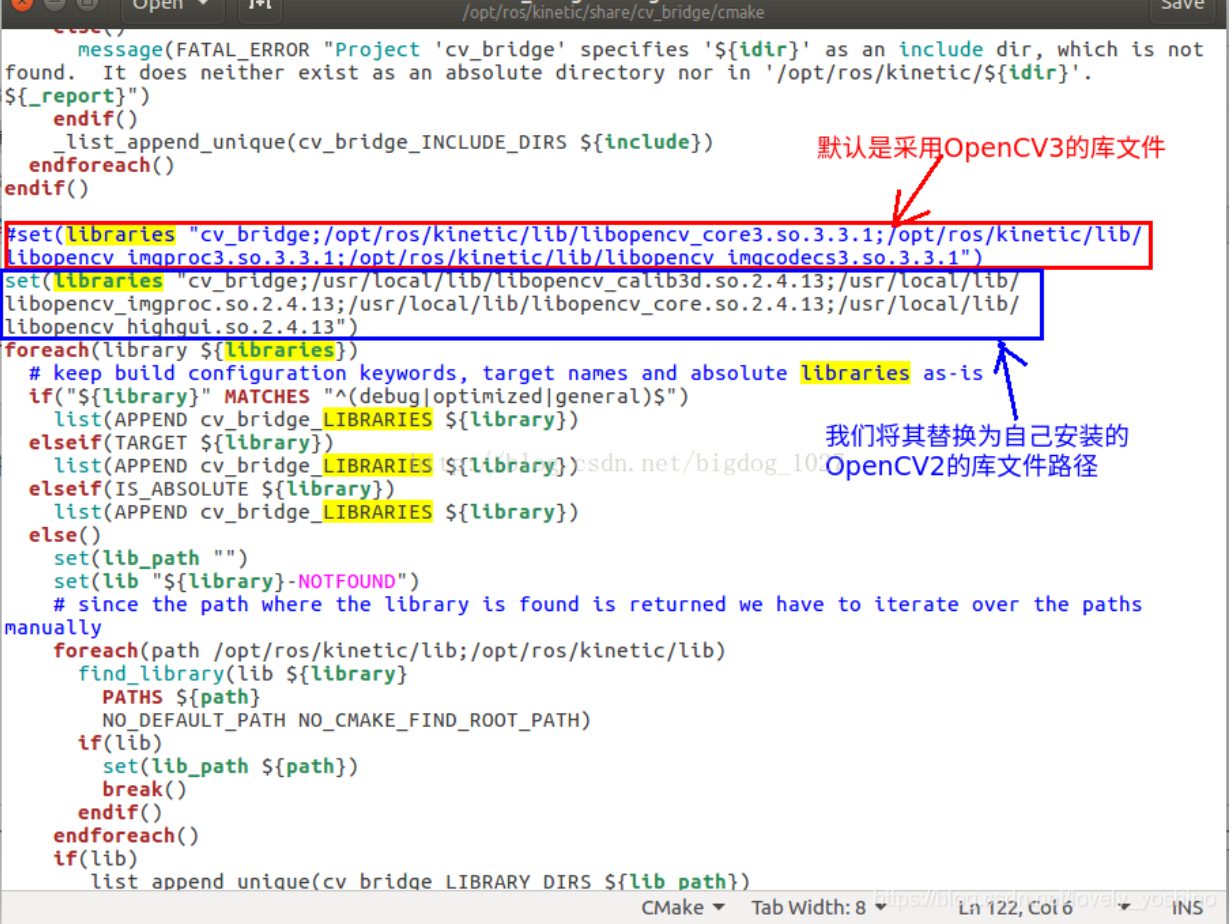 Open
Save
/opt/ros/kinetic/share/cv_bridge/cmake
else()
message(FATAL_ERROR "Project 'cv_bridge' specifies '${idir}' as an include dir, which is not
found.  It does neither exist as an absolute directory nor in '/opt/ros/kinetic/${idir}'.
${_report}")
endif()
_list_append_unique(cv_bridge_INCLUDE_DIRS ${include})
默认是采用OpenCV3的库文件
endforeach()
endif()
#set(libraries "cv_bridge;/opt/ros/kinetic/lib/libopencv_core3.so.3.3.1;/opt/ros/kinetic/lib/
libopencv_imgproc3.so.3.3.1;/opt/ros/kinetic/lib/libopencv_imgcodecs3.so.3.3.1")
set(libraries "cv_bridge;/usr/local/lib/libopencv_calib3d.so.2.4.13;/usr/local/lib/
libopencv_imgproc.so.2.4.13;/usr/local/lib/libopencv_core.so.2.4.13;/usr/local/lib/
libopencv_highgui.so.2.4.13")
foreach(library ${libraries})
# keep build configuration keywords, target names and absolute libraries as-is
if("${library}" MATCHES "^(debug|optimized|general)$")
list(APPEND cv_bridge_LIBRARIES ${library})
elseif(TARGET ${library})
我们将其替换为自己安装的
OpenCV2的库文件路径
list(APPEND cv_bridge_LIBRARIES ${library})
http://blog.csdn.net/bigdog_1027
elseif(IS_ABSOLUTE ${library})
list(APPEND cv_bridge_LIBRARIES ${library})
else()
set(lib_path "")
set(lib "${library}-NOTFOUND")
# since the path where the library is found is returned we have to iterate over the paths
manually
foreach(path /opt/ros/kinetic/lib;/opt/ros/kinetic/lib)
find_library(lib ${library}
PATHS ${path}
NO_DEFAULT_PATH NO_CMAKE_FIND_ROOT_PATH)
if(lib)
set(lib_path ${path})
break()
endif()
endforeach()
if(lib)
_list_append_unique(cv_bridge_LIBRARY_DIRS ${lib_path})
https://blog.csdn.net/lovely_yoshino
CMake
Tab Width: 8
Ln 122, Col 6
INS